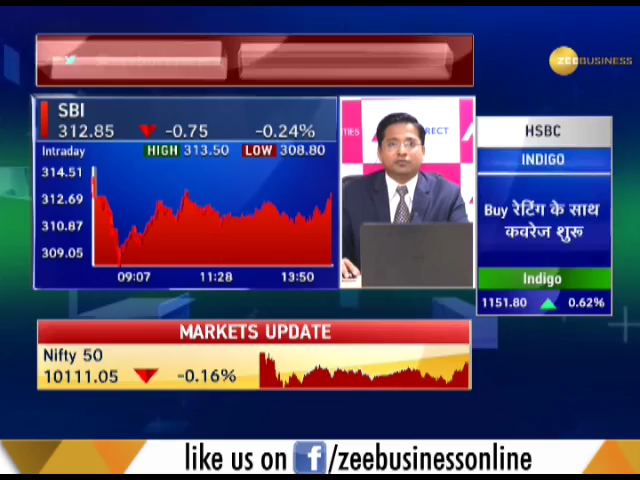 ZEEBUSINESS
SBI
312.85 -0.75 -0.24%
Intraday HIGH 313.50 LOW 308.80
314.51
312.69
310.87
309.05
09:07 11:28 13:50
HSBC
INDIGO
Buy रेटिंग के साथ
कवरेज शुरू
Indigo
1151.80 0.62%
MARKETS UPDATE
Nifty 50
10111.05 -0.16%
like us on f/zeebusinessonline